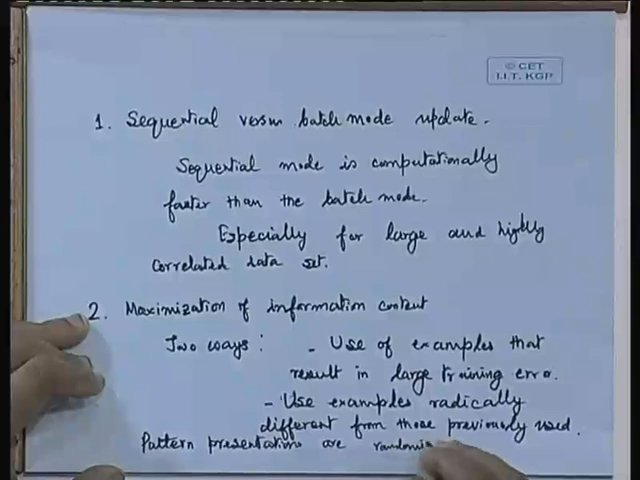 © CET
I.I.T. KGP
1. Sequential versus batch mode update.
Sequential mode is computationally
faster than the batch mode.
Especially for large and highly
correlated data set.
2. Maximization of information content
Two ways: - Use of examples that
result in large training error.
- Use examples radically
different from those previously used.
Pattern presentations are